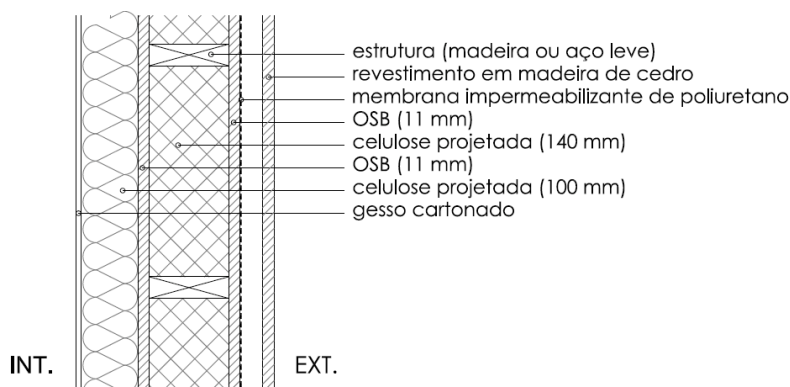 estrutura (madeira ou aço leve)
revestimento em madeira de cedro
membrana impermeabilizante de poliuretano
OSB (11 mm)
celulose projetada (140 mm)
OSB (11 mm)
celulose projetada (100 mm)
gesso cartonado
INT.
EXT.